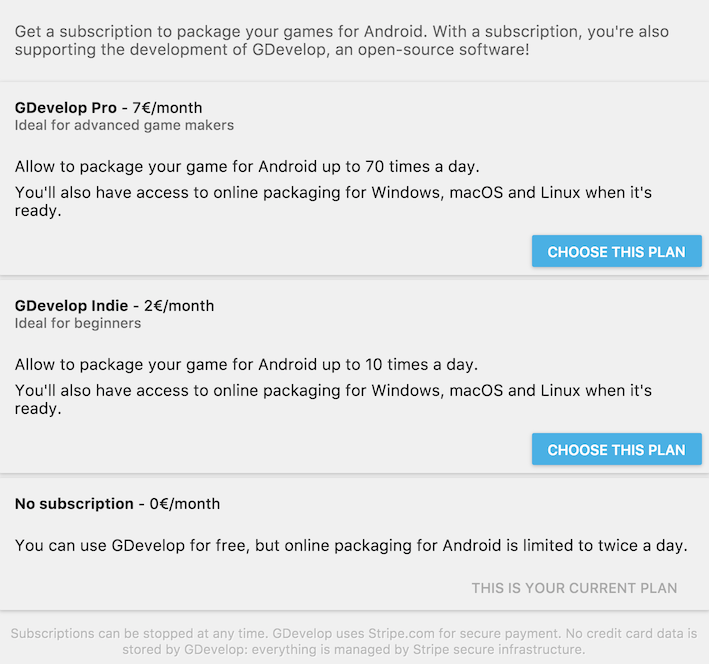 Get a subscription to package your games for Android. With a subscription, you're also
supporting the development of GDevelop, an open-source software!
GDevelop Pro - 7€/month
Ideal for advanced game makers
Allow to package your game for Android up to 70 times a day.
You'll also have access to online packaging for Windows, macOS and Linux when it's
ready.
CHOOSE THIS PLAN
GDevelop Indie - 2€/month
Ideal for beginners
Allow to package your game for Android up to 10 times a day.
You'll also have access to online packaging for Windows, macOS and Linux when it's
ready.
CHOOSE THIS PLAN
No subscription - 0€/month
You can use GDevelop for free, but online packaging for Android is limited to twice a day.
THIS IS YOUR CURRENT PLAN
Subscriptions can be stopped at any time. GDevelop uses Stripe.com for secure payment. No credit card data is
stored by GDevelop: everything is managed by Stripe secure infrastructure.